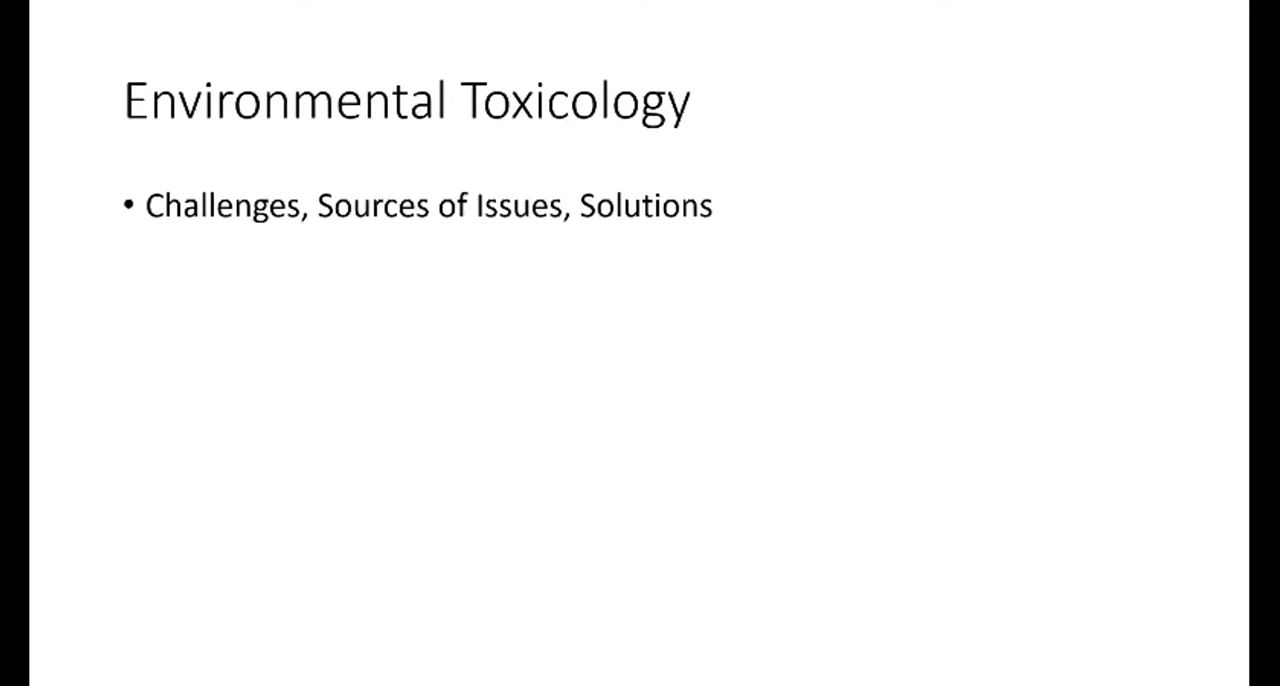 Environmental Toxicology
• Challenges, Sources of Issues, Solutions